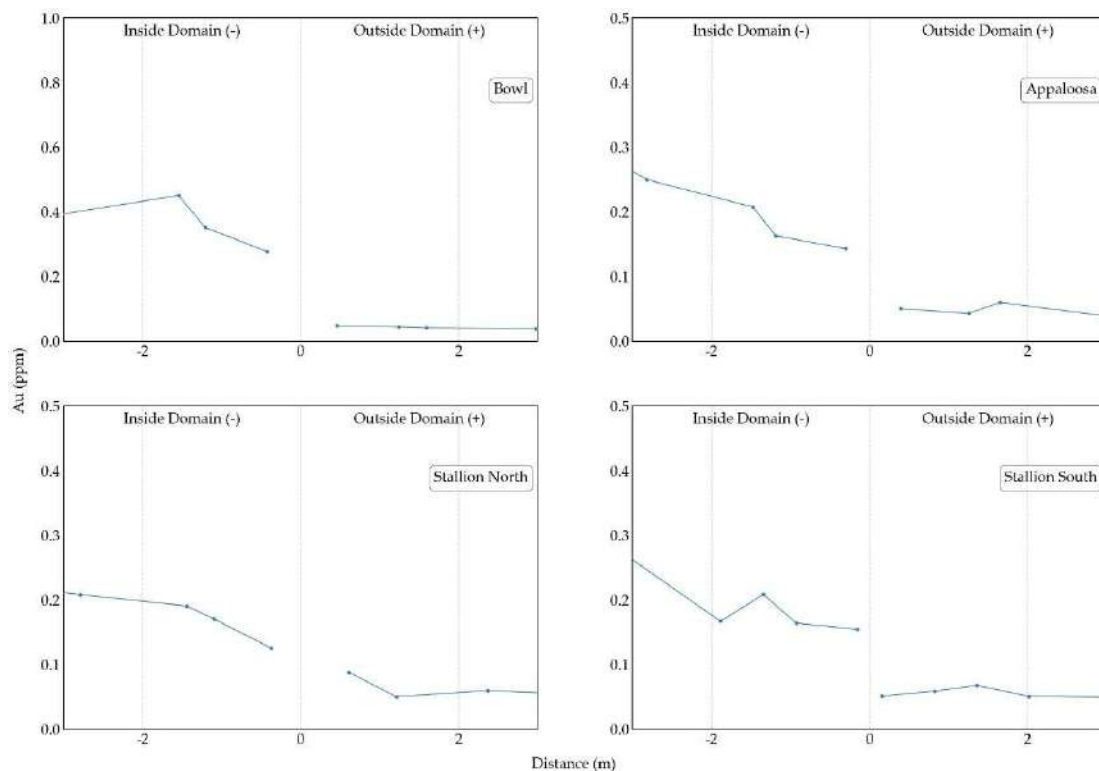 1.0
Inside Domain (-) Outside Domain (+)
0.8
Bowl
0.6
0.4
0.2
0.0
-2 0 2
0.5
Inside Domain (-) Outside Domain (+)
0.4
Appaloosa
0.3
0.2
0.1
0.0
-2 0 2
Au (ppm)
0.5
Inside Domain (-) Outside Domain (+)
0.4
Stallion North
0.3
0.2
0.1
0.0
-2 0 2
0.5
Inside Domain (-) Outside Domain (+)
0.4
Stallion South
0.3
0.2
0.1
0.0
-2 0 2
Distance (m)